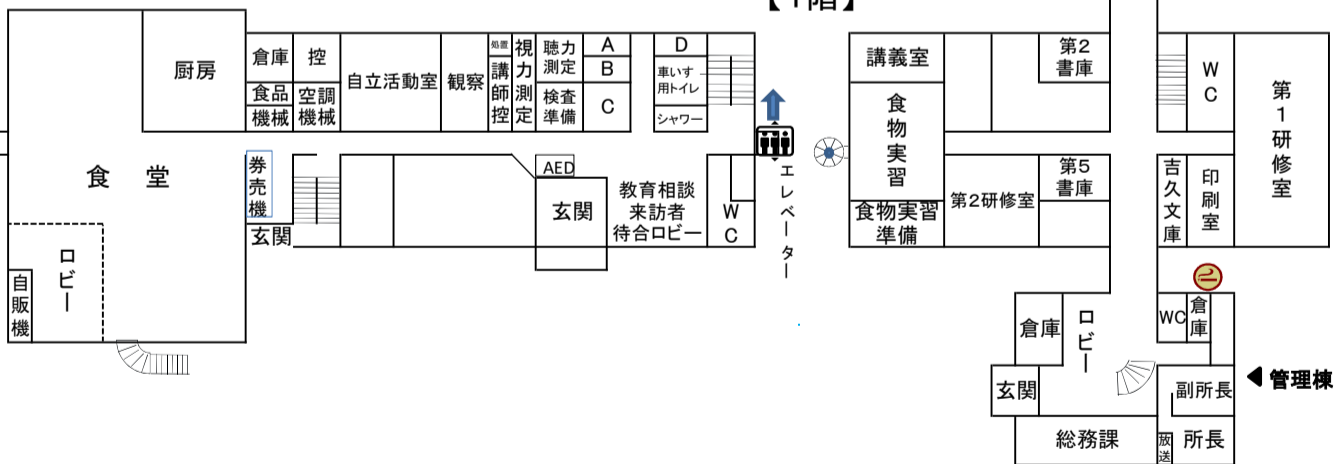 【1階】
厨房
倉庫
控
食品
機械
空調
機械
自立活動室
観察
処置
講師控
視力測定
聴力
測定
検査
準備
A
B
C
D
車いす
用トイレ
シャワー
食 堂
券売機
玄関
ロビー
自販機
AED
玄関
教育相談
来訪者
待合ロビー
WC
エレベーター
講義室
食物実習
食物実習
準備
第2研修室
第2
書庫
第5
書庫
WC
第1研修室
吉久文庫
印刷室
倉庫
ロビー
WC
倉庫
玄関
副所長
管理棟
総務課
放送
所長